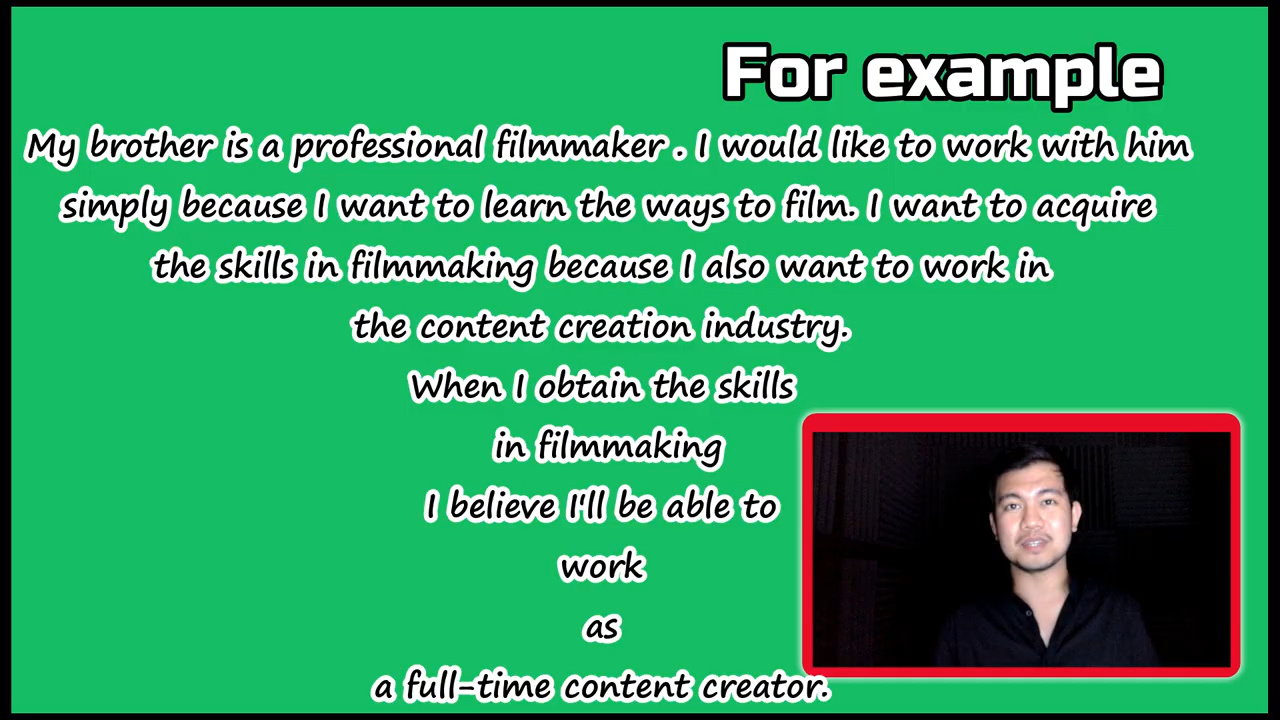 For example
My brother is a professional filmmaker . I would like to work with him
simply because I want to learn the ways to film. I want to acquire
the skills in filmmaking because I also want to work in
the content creation industry.
When I obtain the skills
in filmmaking
I believe I'll be able to
work
as
a full-time content creator.